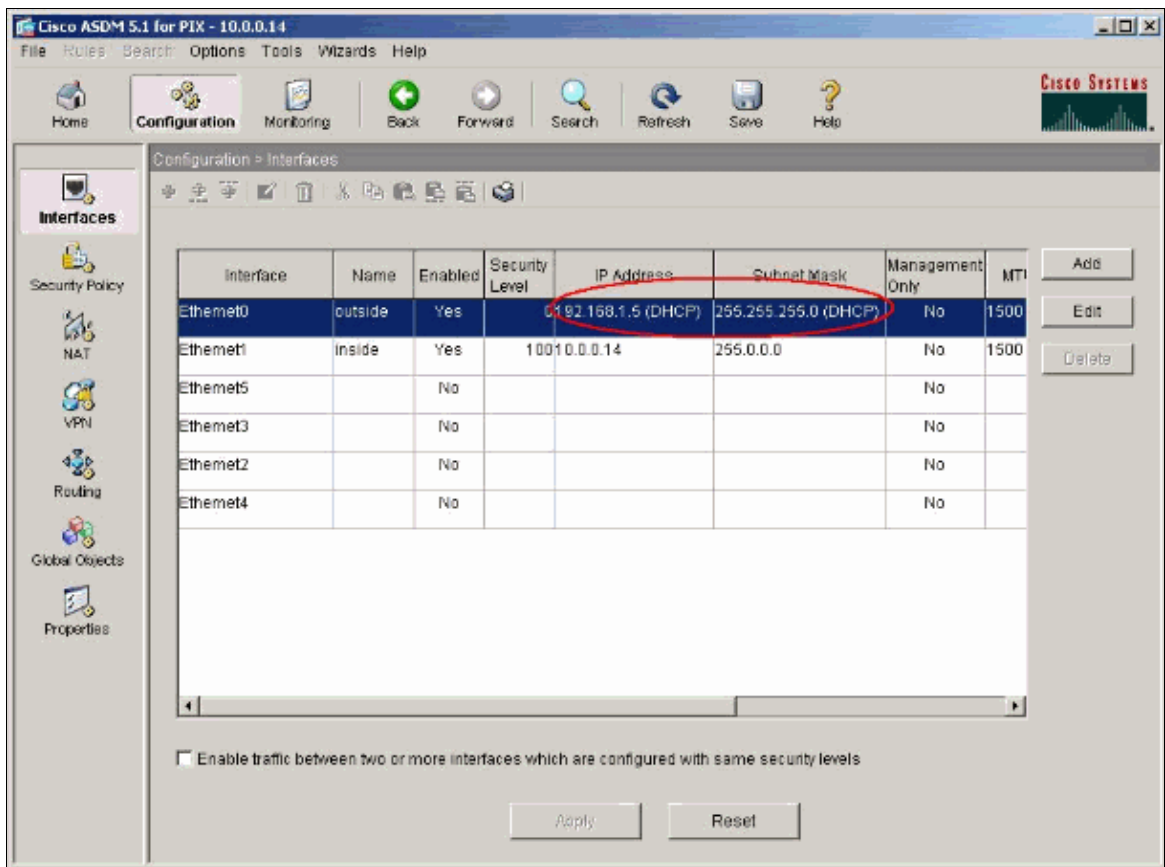 Cisco ASDM 5.1 for PIX - 10.0.0.14
File Rules Search Options Tools Wizards Help
Home Configuration Monitoring Back Forward Search Refresh Save Help
CISCO SYSTEMS
Configuration > Interfaces
Interfaces
Security Policy
NAT
VPN
Routing
Global Objects
Properties
Interface Name Enabled Security Level IP Address Subnet Mask Management Only MTU
Ethernet0 outside Yes 0 192.168.1.5 (DHCP) 255.255.255.0 (DHCP) No 1500
Ethernet1 inside Yes 100 10.0.0.14 255.0.0.0 No 1500
Ethernet5 No No
Ethernet3 No No
Ethernet2 No No
Ethernet4 No No
Add
Edit
Delete
Enable traffic between two or more interfaces which are configured with same security levels
Apply Reset